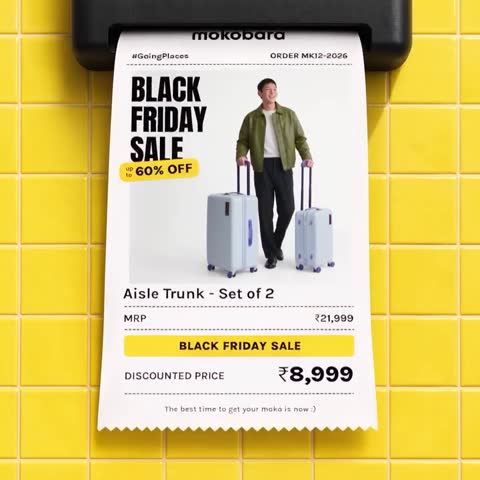 mokobara
#GoingPlaces ORDER MK12-2026
BLACK
FRIDAY
SALE
up to 60% OFF
Aisle Trunk - Set of 2
MRP ₹21,999
BLACK FRIDAY SALE
DISCOUNTED PRICE ₹8,999
The best time to get your moko is now :)